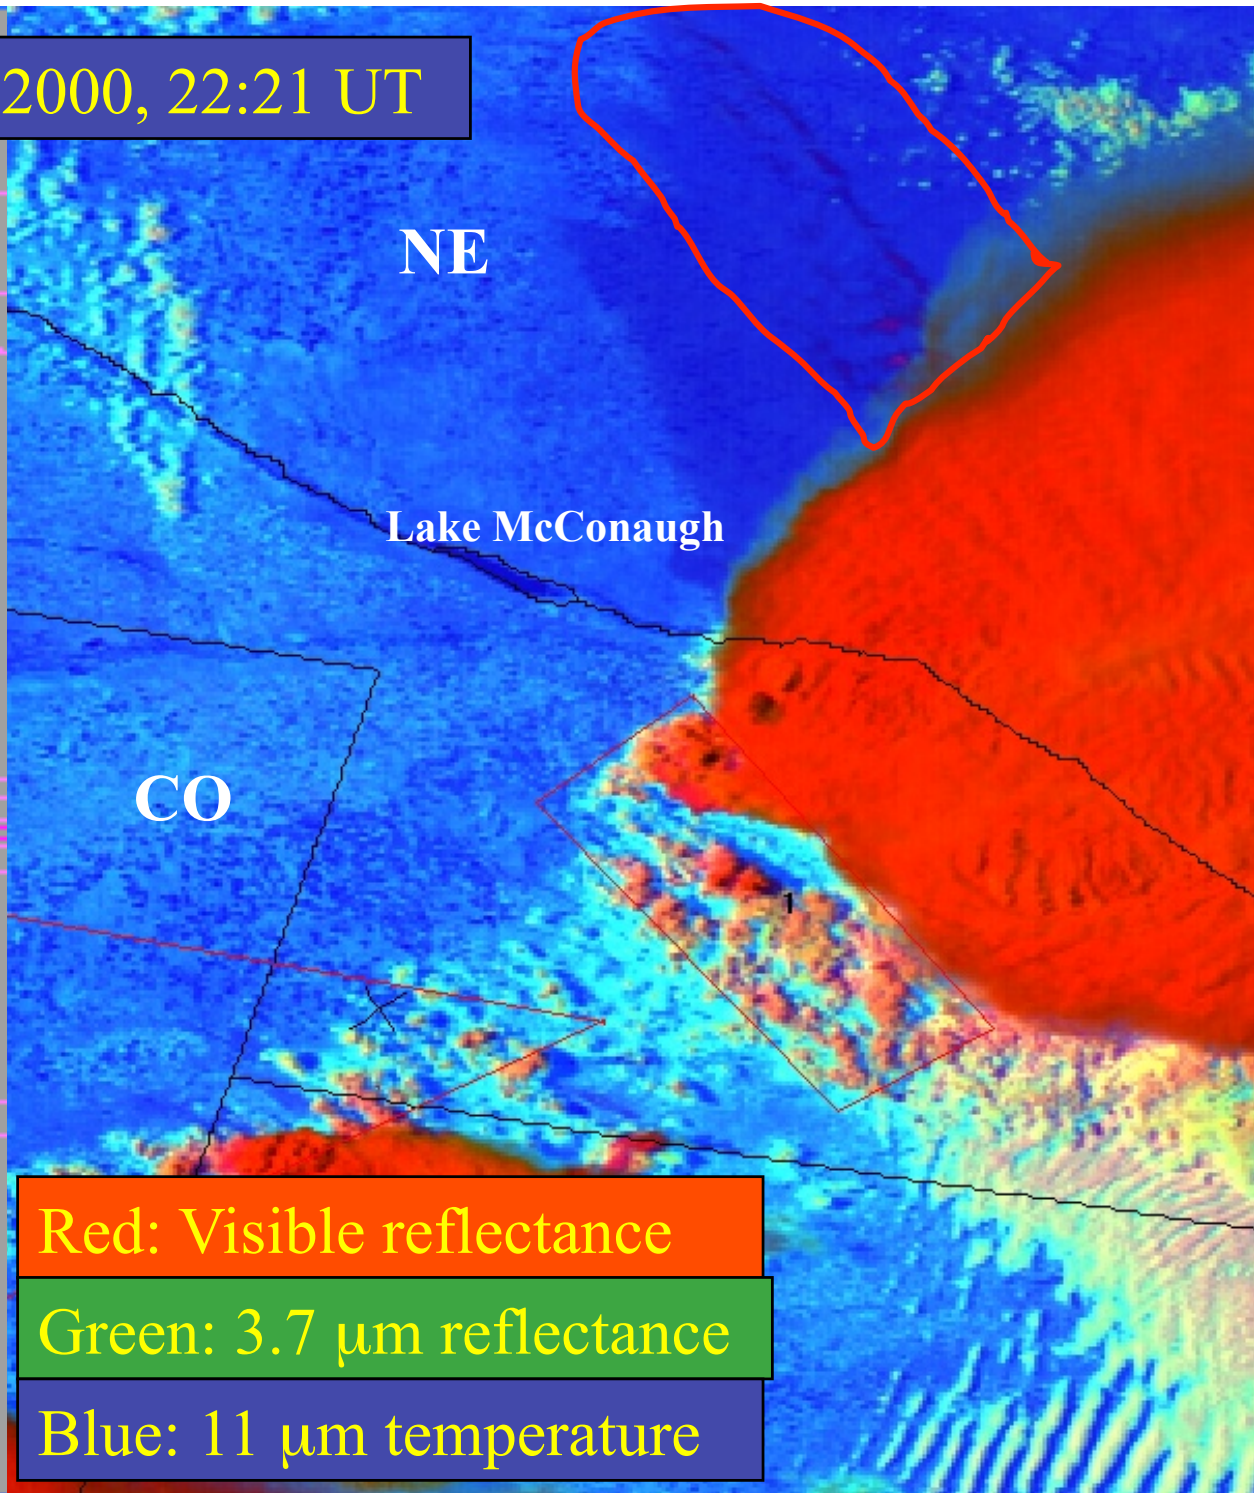 2000, 22:21 UT
NE
Lake McConaugh
CO
1
Red: Visible reflectance
Green: 3.7 μm reflectance
Blue: 11 μm temperature